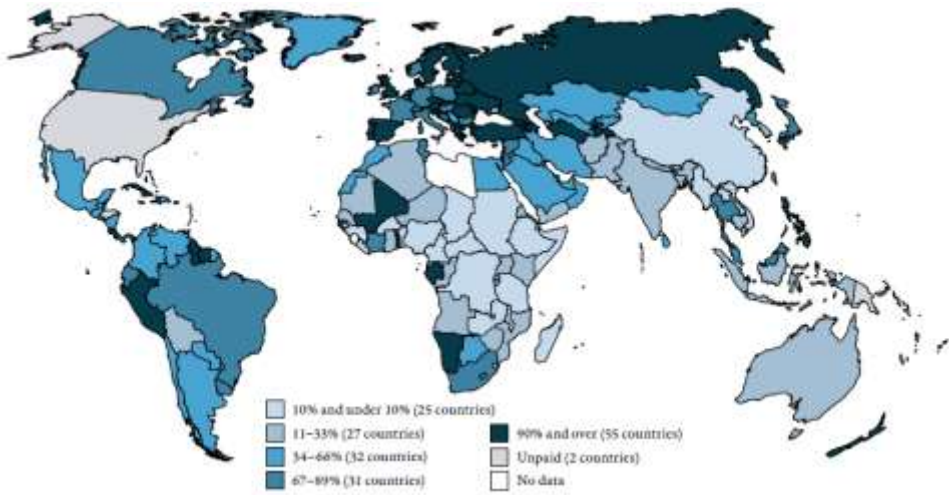 10% and under 10% (25 countries)
11–33% (27 countries)
34–66% (32 countries)
67–89% (31 countries)
90% and over (55 countries)
Unpaid (2 countries)
No data